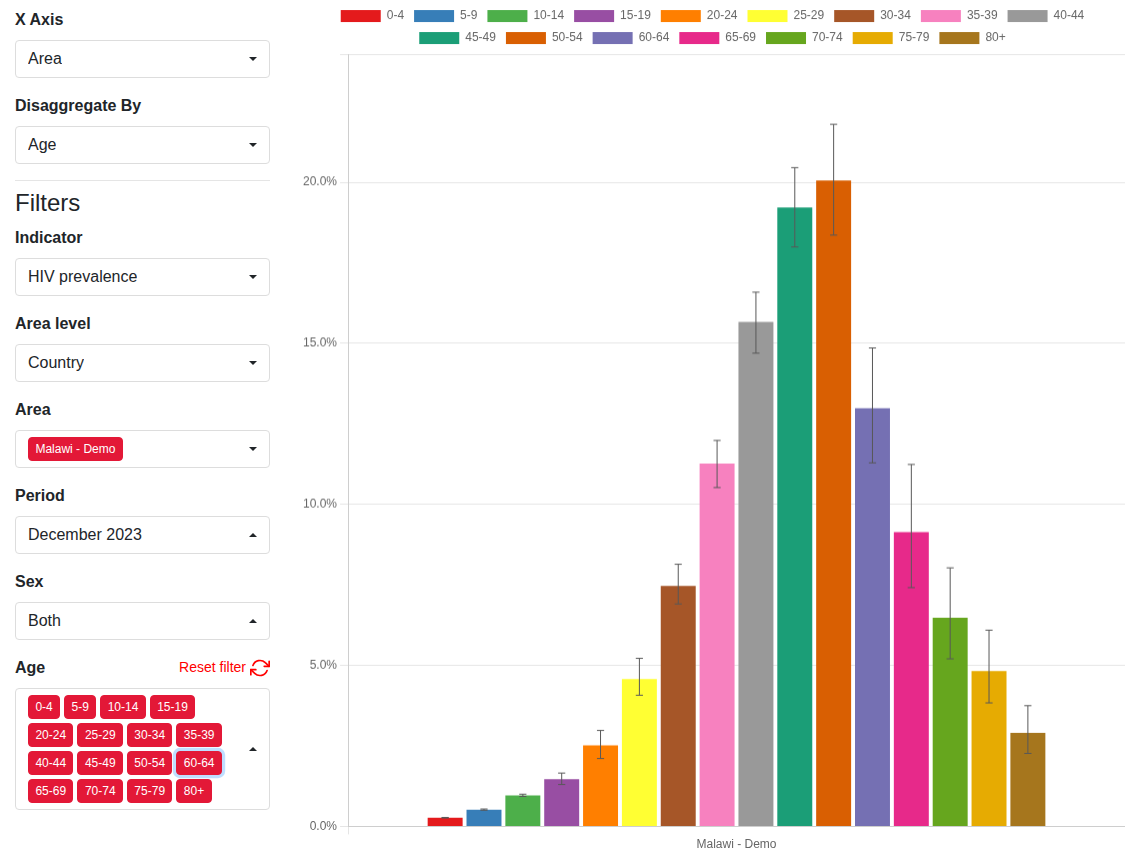 X Axis
Area
Disaggregate By
Age
Filters
Indicator
HIV prevalence
Area level
Country
Area
Malawi - Demo
Period
December 2023
Sex
Both
Age Reset filter
0-4 5-9 10-14 15-19
20-24 25-29 30-34 35-39
40-44 45-49 50-54 60-64
65-69 70-74 75-79 80+
0-4 5-9 10-14 15-19 20-24 25-29 30-34 35-39 40-44
45-49 50-54 60-64 65-69 70-74 75-79 80+
20.0%
15.0%
10.0%
5.0%
0.0%
Malawi - Demo